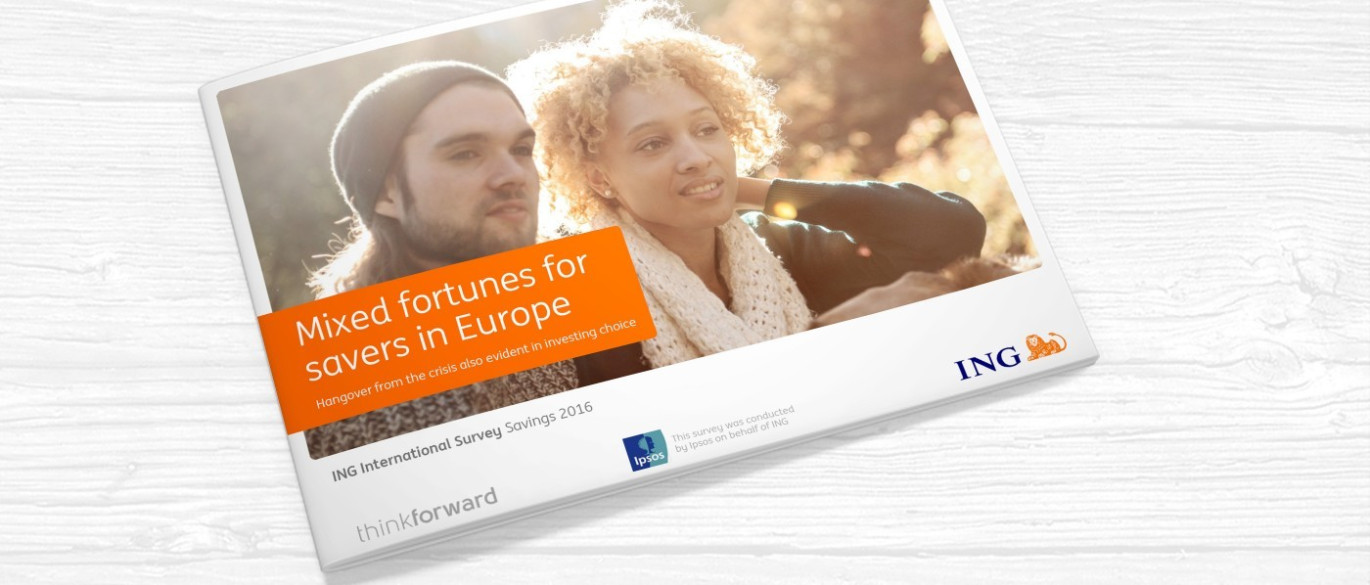 Mixed fortunes for
savers in Europe
Hangover from the crisis also evident in investing choice
ING
ING International Survey Savings 2016
Ipsos
This survey was conducted
by Ipsos on behalf of ING
thinkforward